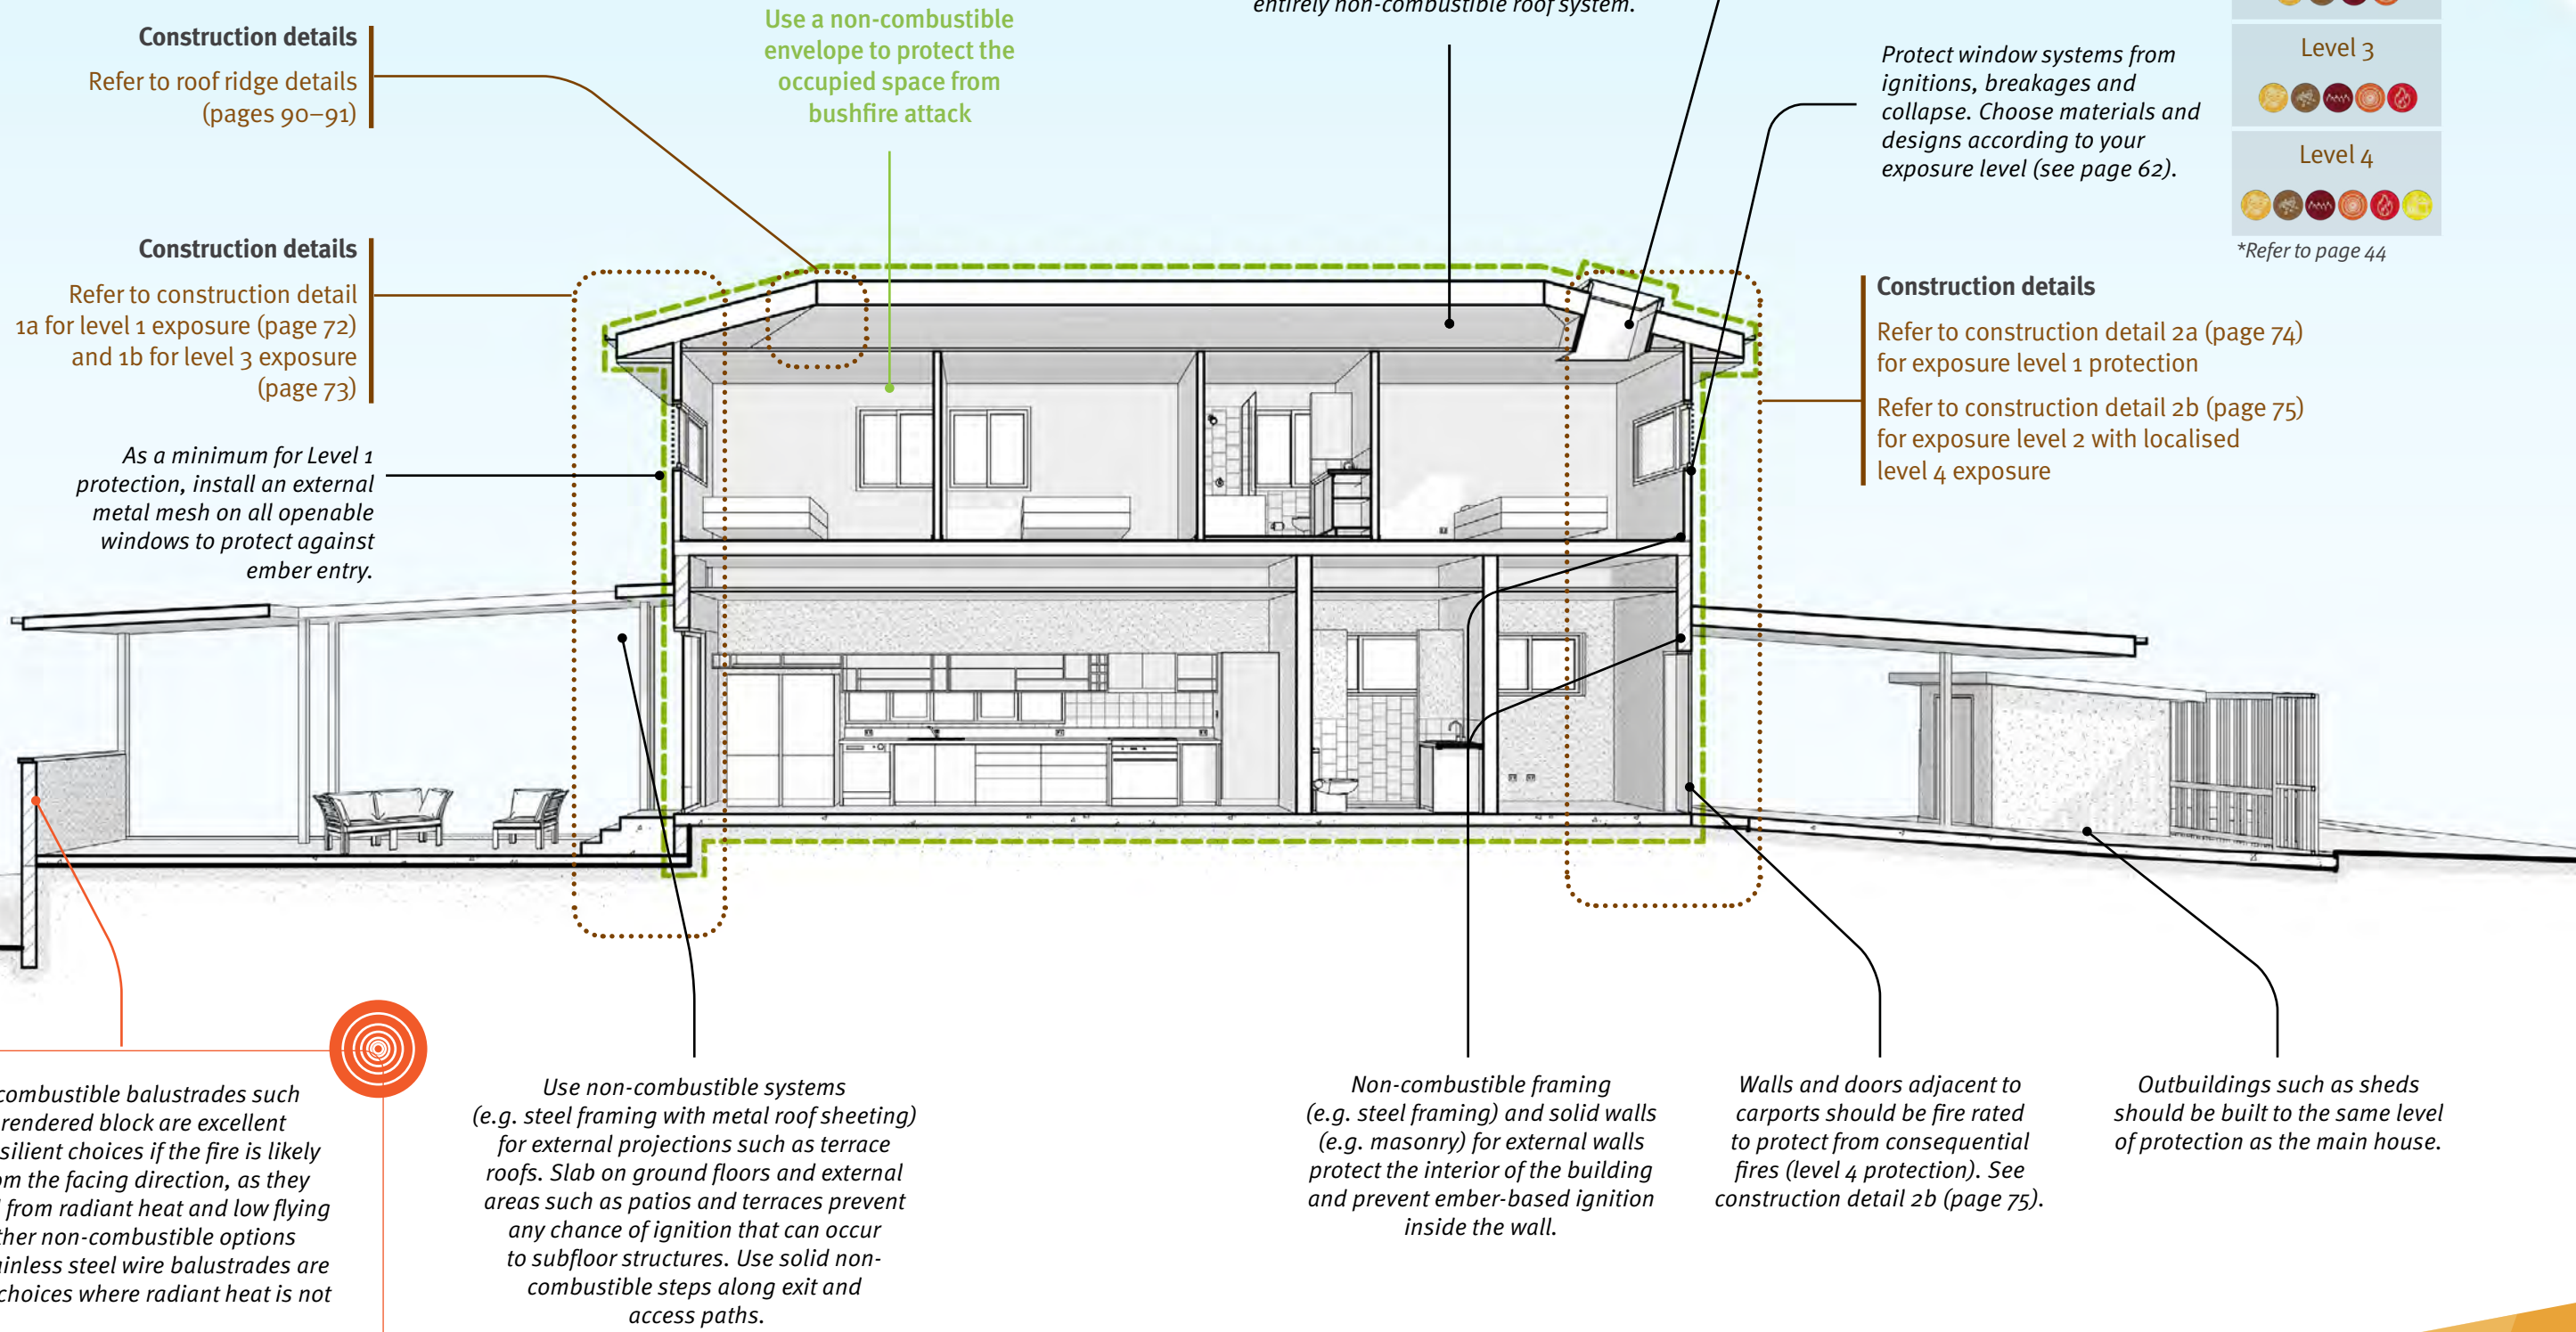 entirely non-combustible roof system.
Construction details
Refer to roof ridge details
(pages 90–91)
Use a non-combustible
envelope to protect the
occupied space from
bushfire attack
Protect window systems from
ignitions, breakages and
collapse. Choose materials and
designs according to your
exposure level (see page 62).
Level 3
Level 4
*Refer to page 44
Construction details
Refer to construction detail
1a for level 1 exposure (page 72)
and 1b for level 3 exposure
(page 73)
Construction details
Refer to construction detail 2a (page 74)
for exposure level 1 protection
Refer to construction detail 2b (page 75)
for exposure level 2 with localised
level 4 exposure
As a minimum for Level 1
protection, install an external
metal mesh on all openable
windows to protect against
ember entry.
combustible balustrades such
rendered block are excellent
silient choices if the fire is likely
om the facing direction, as they
from radiant heat and low flying
ther non-combustible options
ainless steel wire balustrades are
choices where radiant heat is not
Use non-combustible systems
(e.g. steel framing with metal roof sheeting)
for external projections such as terrace
roofs. Slab on ground floors and external
areas such as patios and terraces prevent
any chance of ignition that can occur
to subfloor structures. Use solid non-
combustible steps along exit and
access paths.
Non-combustible framing
(e.g. steel framing) and solid walls
(e.g. masonry) for external walls
protect the interior of the building
and prevent ember-based ignition
inside the wall.
Walls and doors adjacent to
carports should be fire rated
to protect from consequential
fires (level 4 protection). See
construction detail 2b (page 75).
Outbuildings such as sheds
should be built to the same level
of protection as the main house.